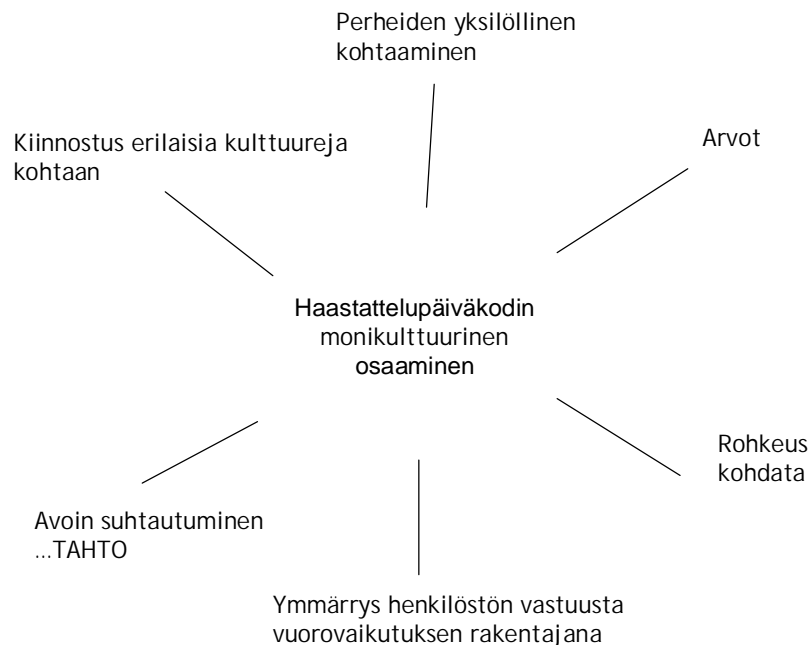 Perheiden yksilöllinen
kohtaaminen
Kiinnostus erilaisia kulttuureja
kohtaan
Arvot
Haastattelupäiväkodin
monikulttuurinen
osaaminen
Rohkeus
kohdata
Avoin suhtautuminen
...TAHTO
Ymmärrys henkilöstön vastuusta
vuorovaikutuksen rakentajana